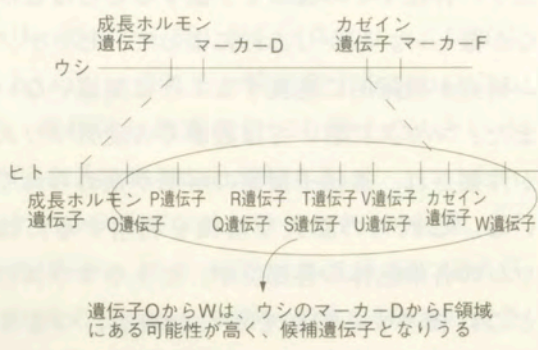 成長ホルモン
遺伝子
マーカーD
カゼイン
遺伝子
マーカーF
ウシ
ヒト
成長ホルモン
遺伝子
O遺伝子
P遺伝子
Q遺伝子
R遺伝子
S遺伝子
T遺伝子
U遺伝子
V遺伝子
カゼイン
遺伝子
W遺伝子
遺伝子OからWは、ウシのマーカーDからF領域
にある可能性が高く、候補遺伝子となりうる